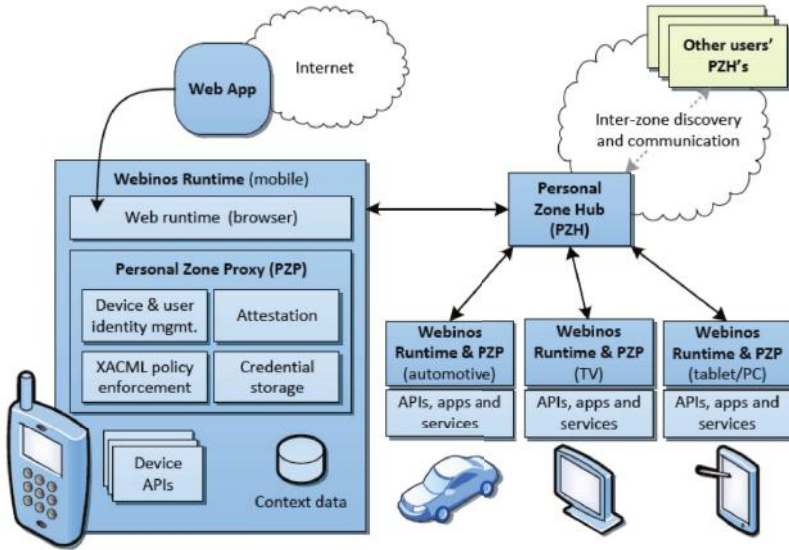 Web App
Internet
Other users'
PZH's
Inter-zone discovery
and communication
Webinos Runtime (mobile)
Web runtime (browser)
Personal Zone Proxy (PZP)
Device & user
identity mgmt.
Attestation
XACML policy
enforcement
Credential
storage
Device
APIs
Context data
Personal
Zone Hub
(PZH)
Webinos
Runtime & PZP
(automotive)
APIs, apps and
services
Webinos
Runtime & PZP
(TV)
APIs, apps and
services
Webinos
Runtime & PZP
(tablet/PC)
APIs, apps and
services